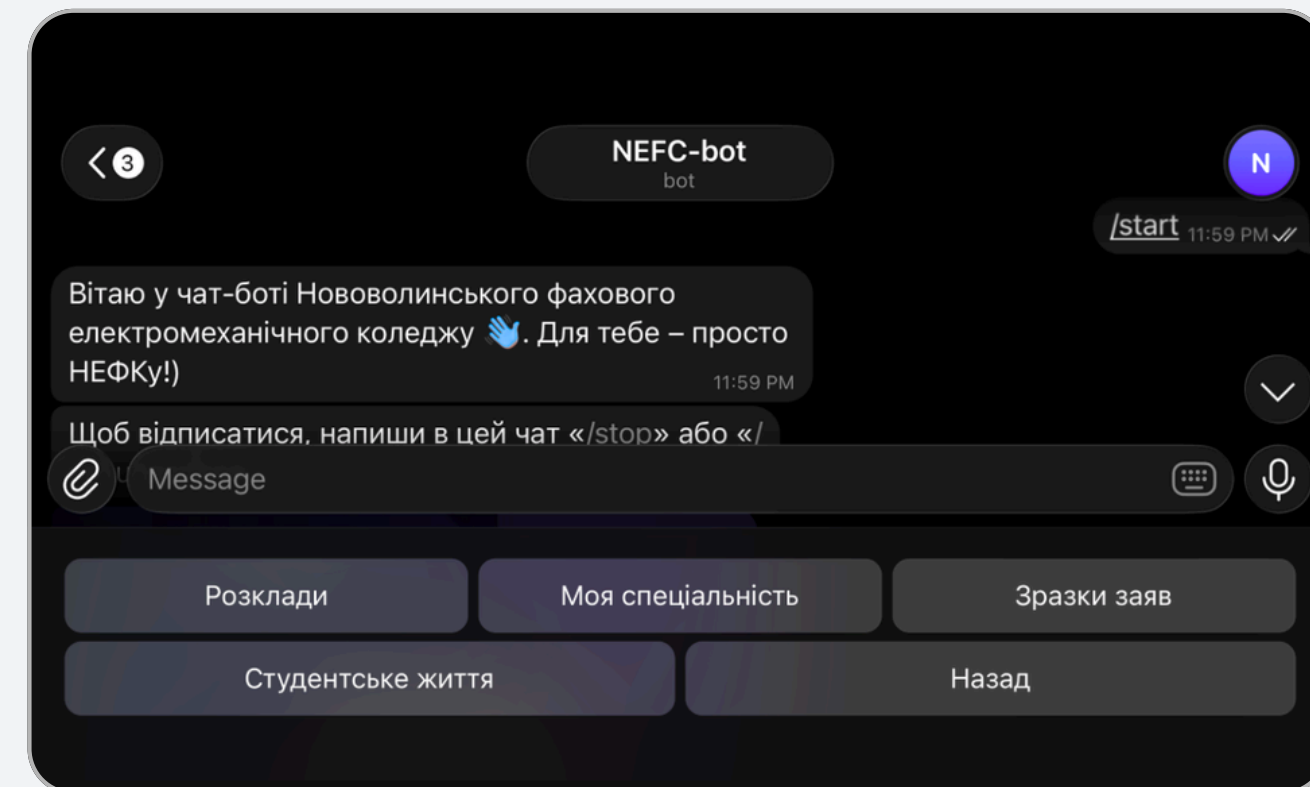 3
NEFC-bot
bot
N
/start 11:59 PM
Вітаю у чат-боті Нововолинського фахового
електромеханічного коледжу 👋. Для тебе – просто
НЕФКу!)
11:59 PM
Щоб відписатися, напиши в цей чат «/stop» або «/
Message
Розклади
Моя спеціальність
Зразки заяв
Студентське життя
Назад